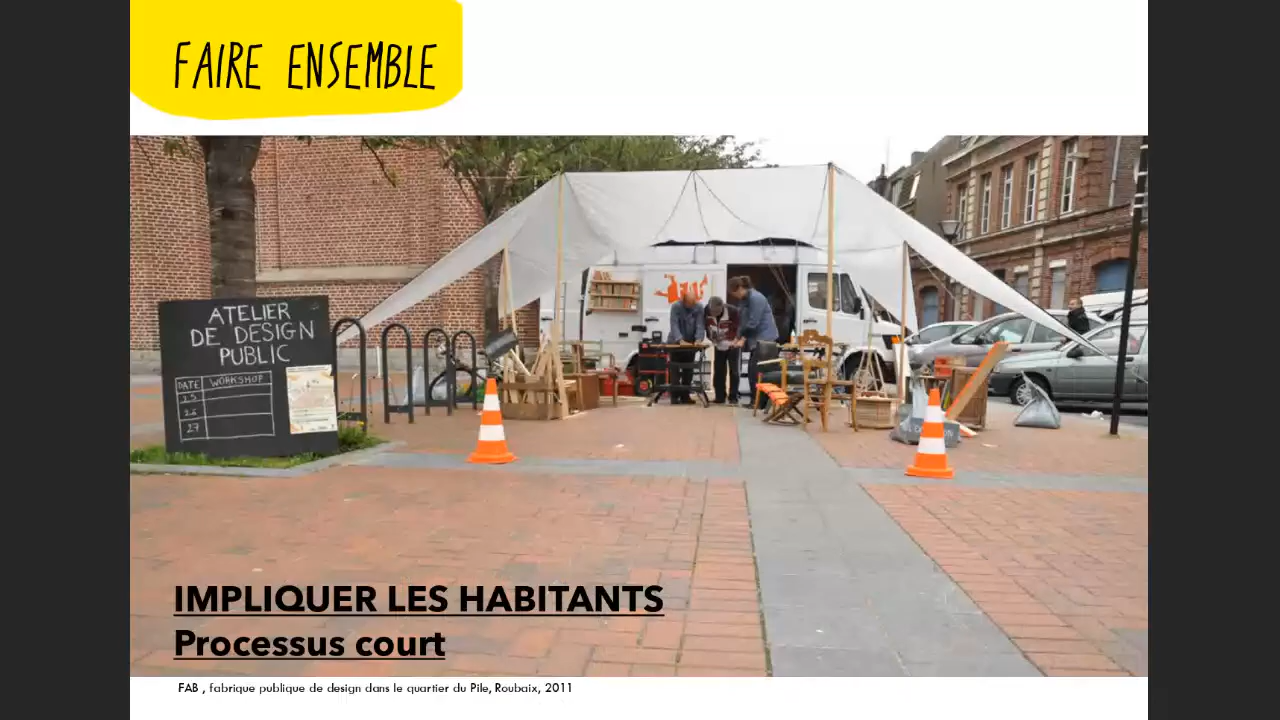 FAIRE ENSEMBLE
ATELIER
DE DESIGN
PUBLIC
DATE WORKSHOP
25
26
27
IMPLIQUER LES HABITANTS
Processus court
FAB , fabrique publique de design dans le quartier du Pile, Roubaix, 2011